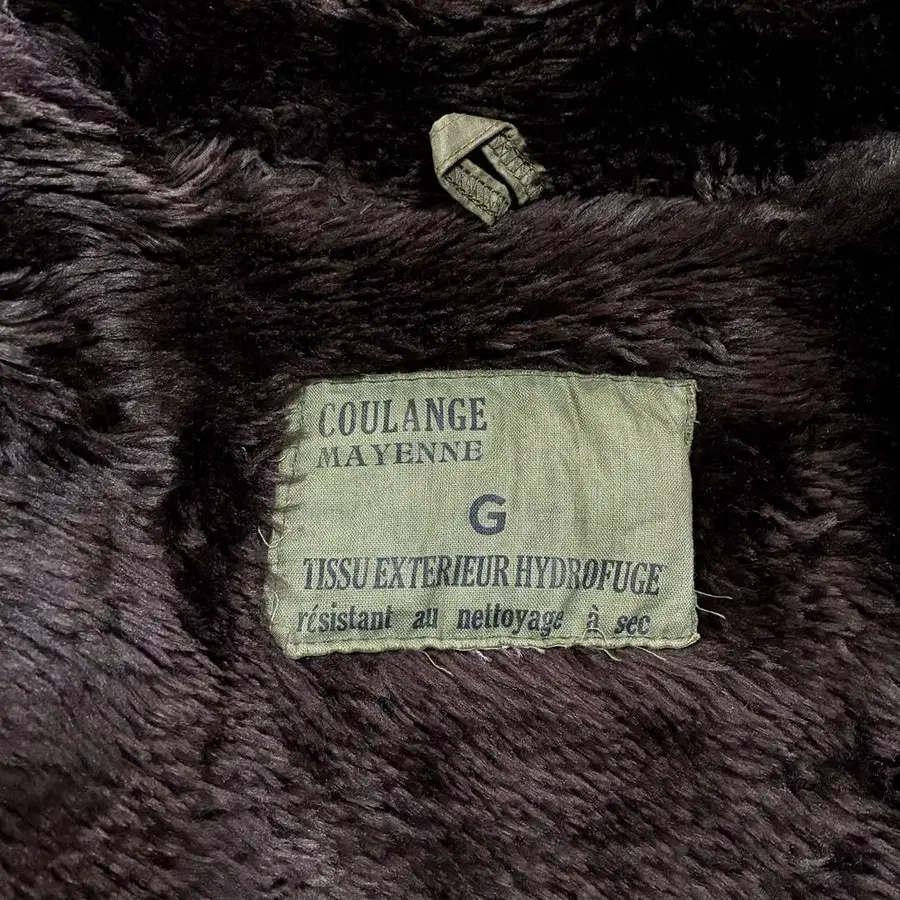 COULANGE
MAYENNE
G
TISSU EXTERIEUR HYDROFUGE
résistant au nettoyage à sec